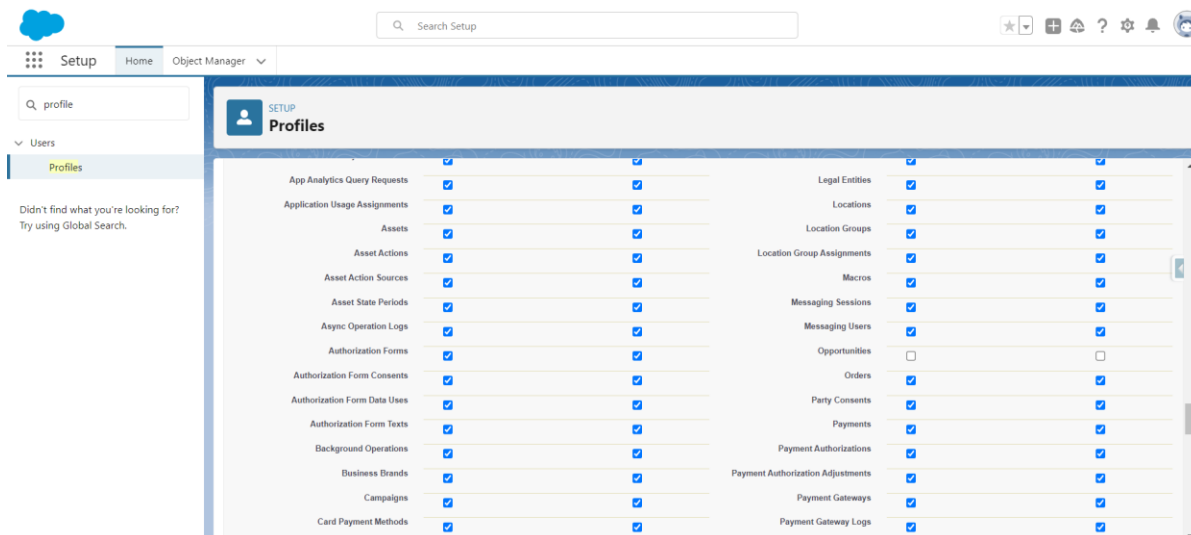 Search Setup
Setup
Home
Object Manager
profile
Users
Profiles
Didn't find what you're looking for?
Try using Global Search.
SETUP
Profiles
App Analytics Query Requests
Legal Entities
Application Usage Assignments
Locations
Assets
Location Groups
Asset Actions
Location Group Assignments
Asset Action Sources
Macros
Asset State Periods
Messaging Sessions
Async Operation Logs
Messaging Users
Authorization Forms
Opportunities
Authorization Form Consents
Orders
Authorization Form Data Uses
Party Consents
Authorization Form Texts
Payments
Background Operations
Payment Authorizations
Business Brands
Payment Authorization Adjustments
Campaigns
Payment Gateways
Card Payment Methods
Payment Gateway Logs